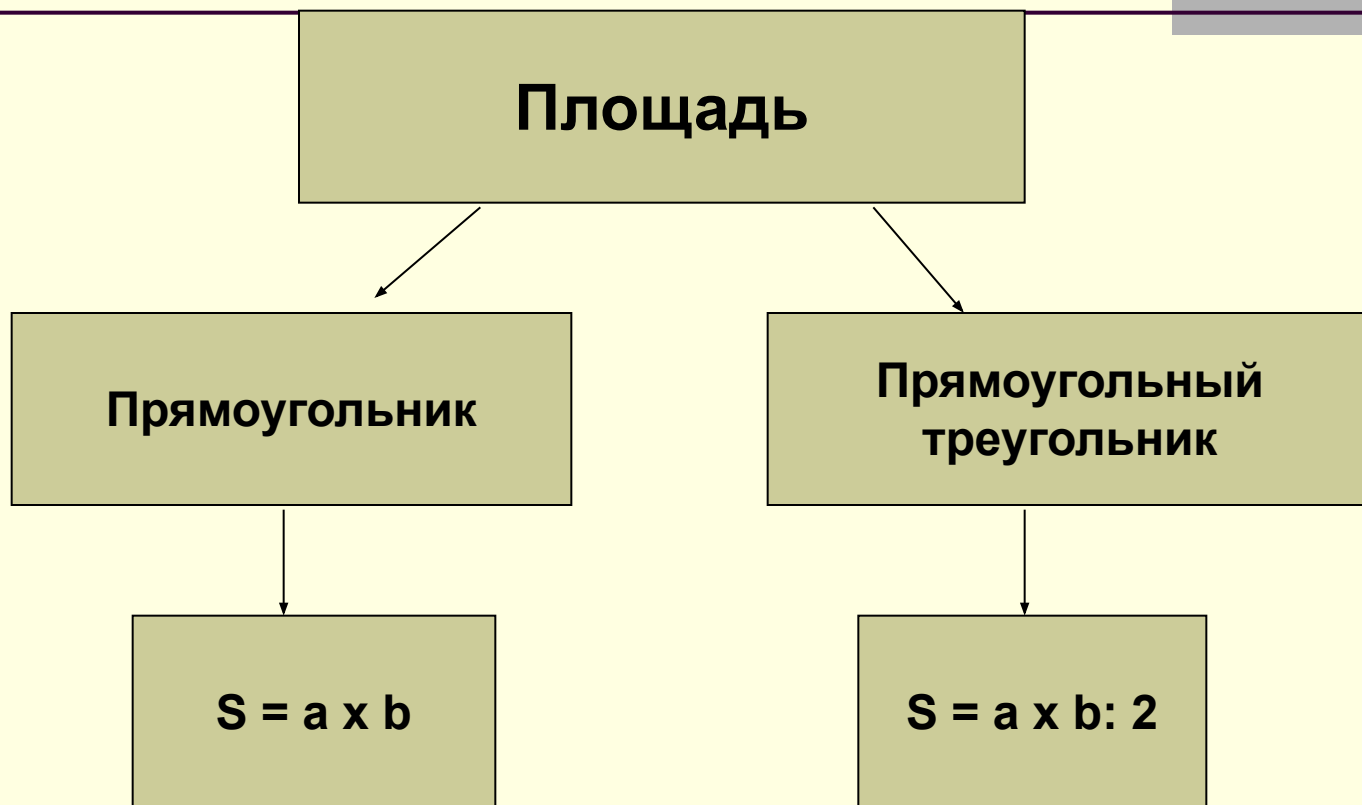 Площадь
Прямоугольник
Прямоугольный
треугольник
S = a x b
S = a x b: 2